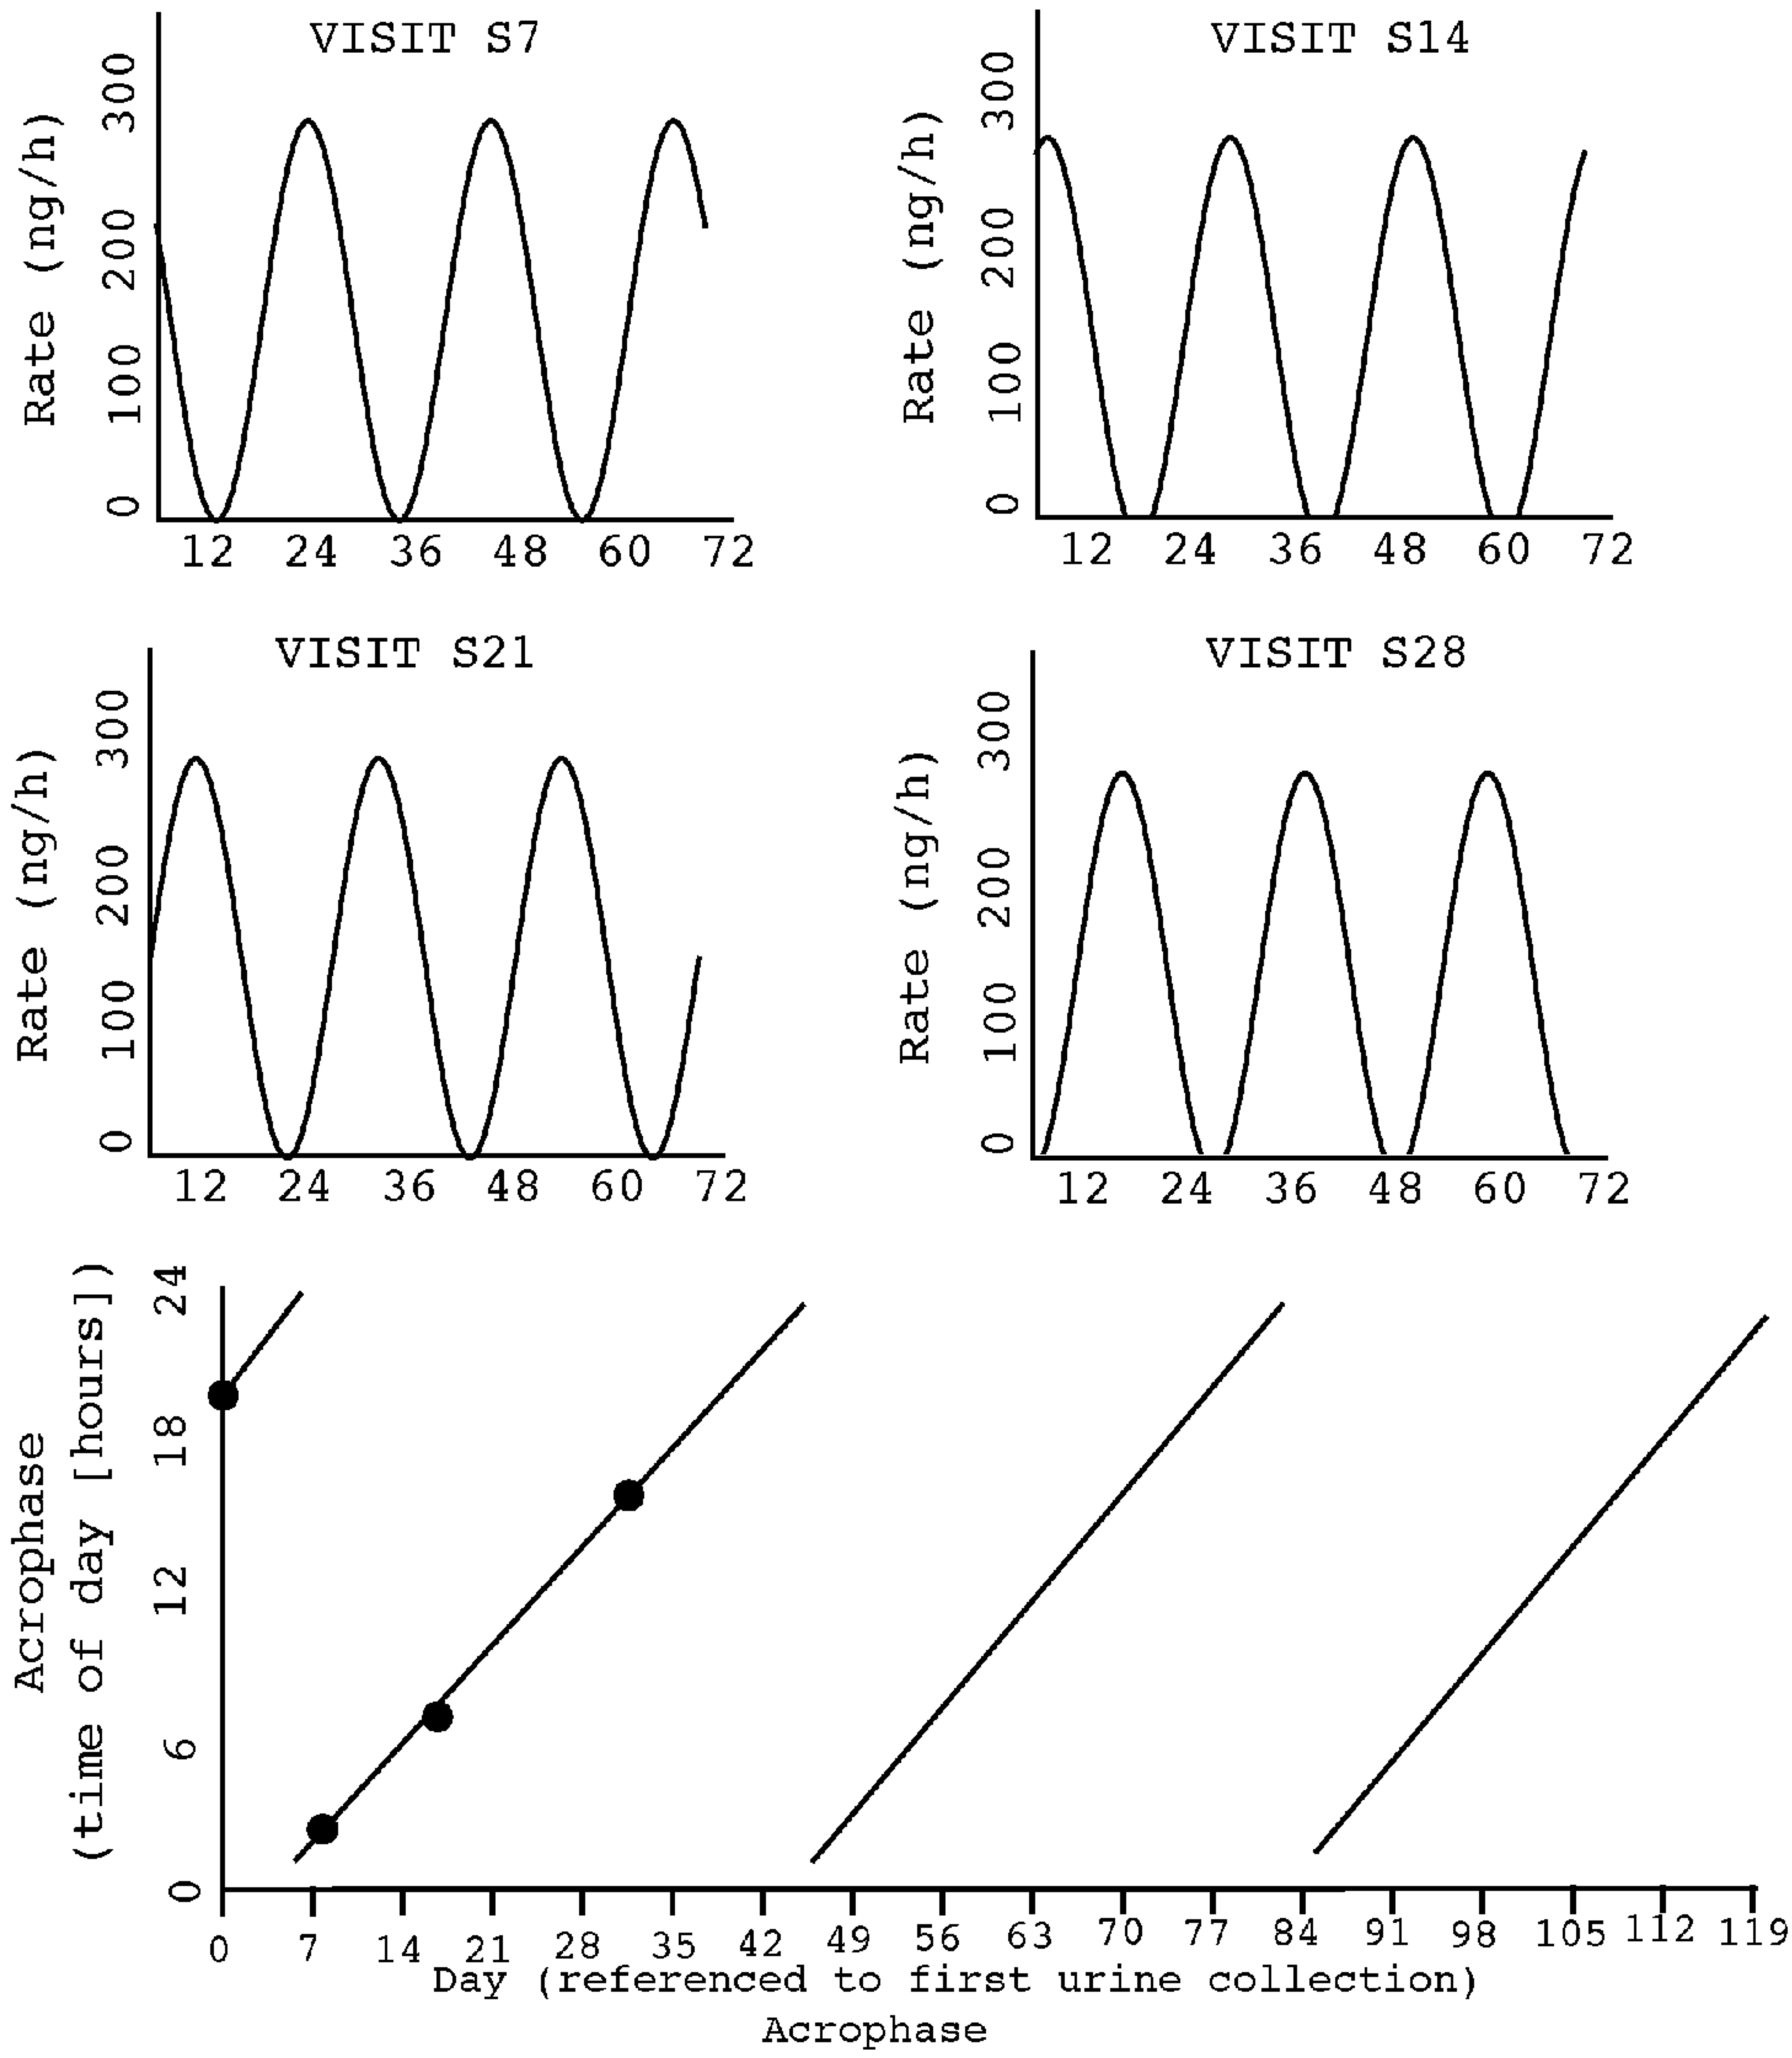 VISIT S7
Rate (ng/h)
300
200
100
0
12 24 36 48 60 72
VISIT S14
Rate (ng/h)
300
200
100
0
12 24 36 48 60 72
VISIT S21
Rate (ng/h)
300
200
100
0
12 24 36 48 60 72
VISIT S28
Rate (ng/h)
300
200
100
0
12 24 36 48 60 72
Acrophase
(time of day [hours])
24
18
12
6
0
0 7 14 21 28 35 42 49 56 63 70 77 84 91 98 105 112 119
Day (referenced to first urine collection)
Acrophase